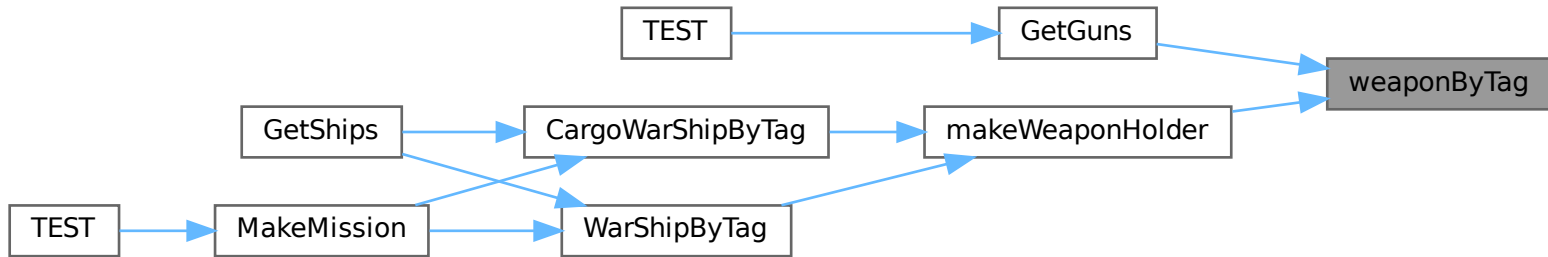 TEST
GetGuns
weaponByTag
GetShips
CargoWarShipByTag
makeWeaponHolder
TEST
MakeMission
WarShipByTag